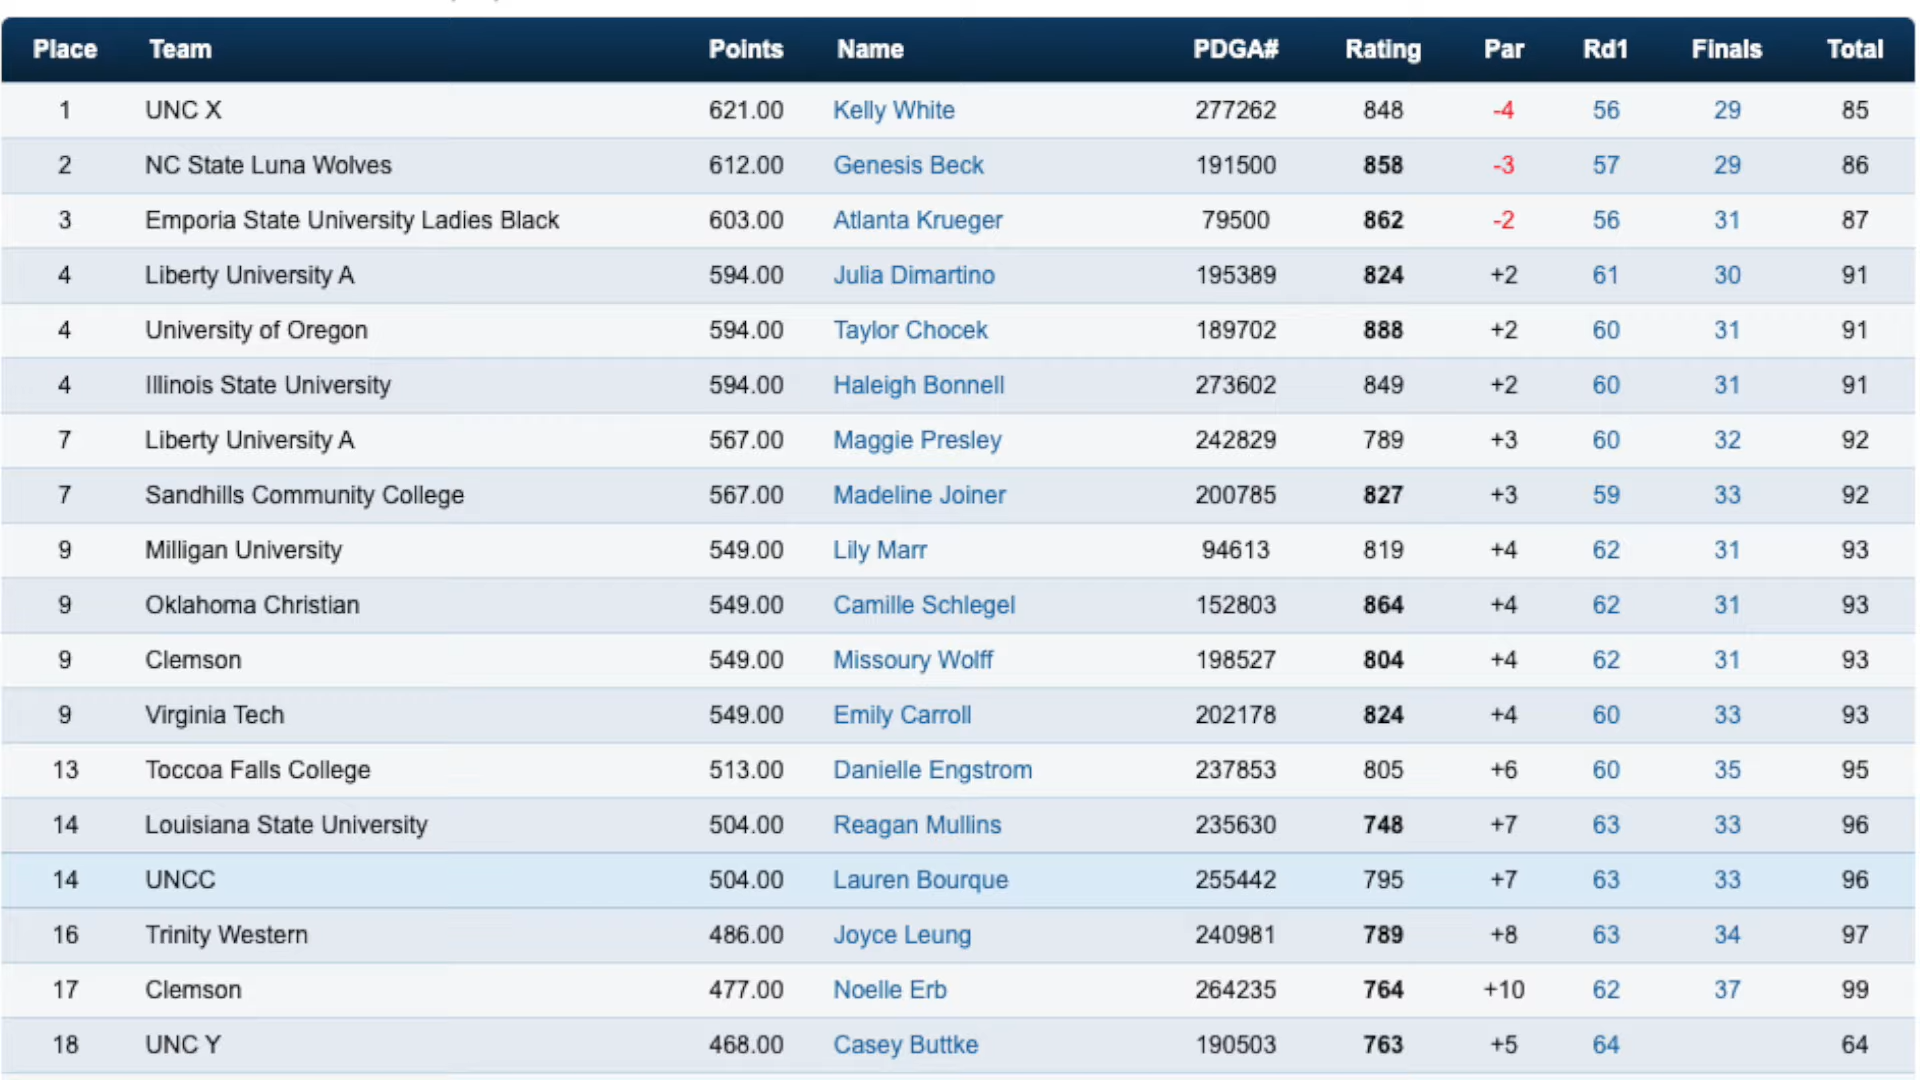 Place Team Points Name PDGA# Rating Par Rd1 Finals Total
1 UNC X 621.00 Kelly White 277262 848 -4 56 29 85
2 NC State Luna Wolves 612.00 Genesis Beck 191500 858 -3 57 29 86
3 Emporia State University Ladies Black 603.00 Atlanta Krueger 79500 862 -2 56 31 87
4 Liberty University A 594.00 Julia Dimartino 195389 824 +2 61 30 91
4 University of Oregon 594.00 Taylor Chocek 189702 888 +2 60 31 91
4 Illinois State University 594.00 Haleigh Bonnell 273602 849 +2 60 31 91
7 Liberty University A 567.00 Maggie Presley 242829 789 +3 60 32 92
7 Sandhills Community College 567.00 Madeline Joiner 200785 827 +3 59 33 92
9 Milligan University 549.00 Lily Marr 94613 819 +4 62 31 93
9 Oklahoma Christian 549.00 Camille Schlegel 152803 864 +4 62 31 93
9 Clemson 549.00 Missoury Wolff 198527 804 +4 62 31 93
9 Virginia Tech 549.00 Emily Carroll 202178 824 +4 60 33 93
13 Toccoa Falls College 513.00 Danielle Engstrom 237853 805 +6 60 35 95
14 Louisiana State University 504.00 Reagan Mullins 235630 748 +7 63 33 96
14 UNCC 504.00 Lauren Bourque 255442 795 +7 63 33 96
16 Trinity Western 486.00 Joyce Leung 240981 789 +8 63 34 97
17 Clemson 477.00 Noelle Erb 264235 764 +10 62 37 99
18 UNC Y 468.00 Casey Buttke 190503 763 +5 64 64